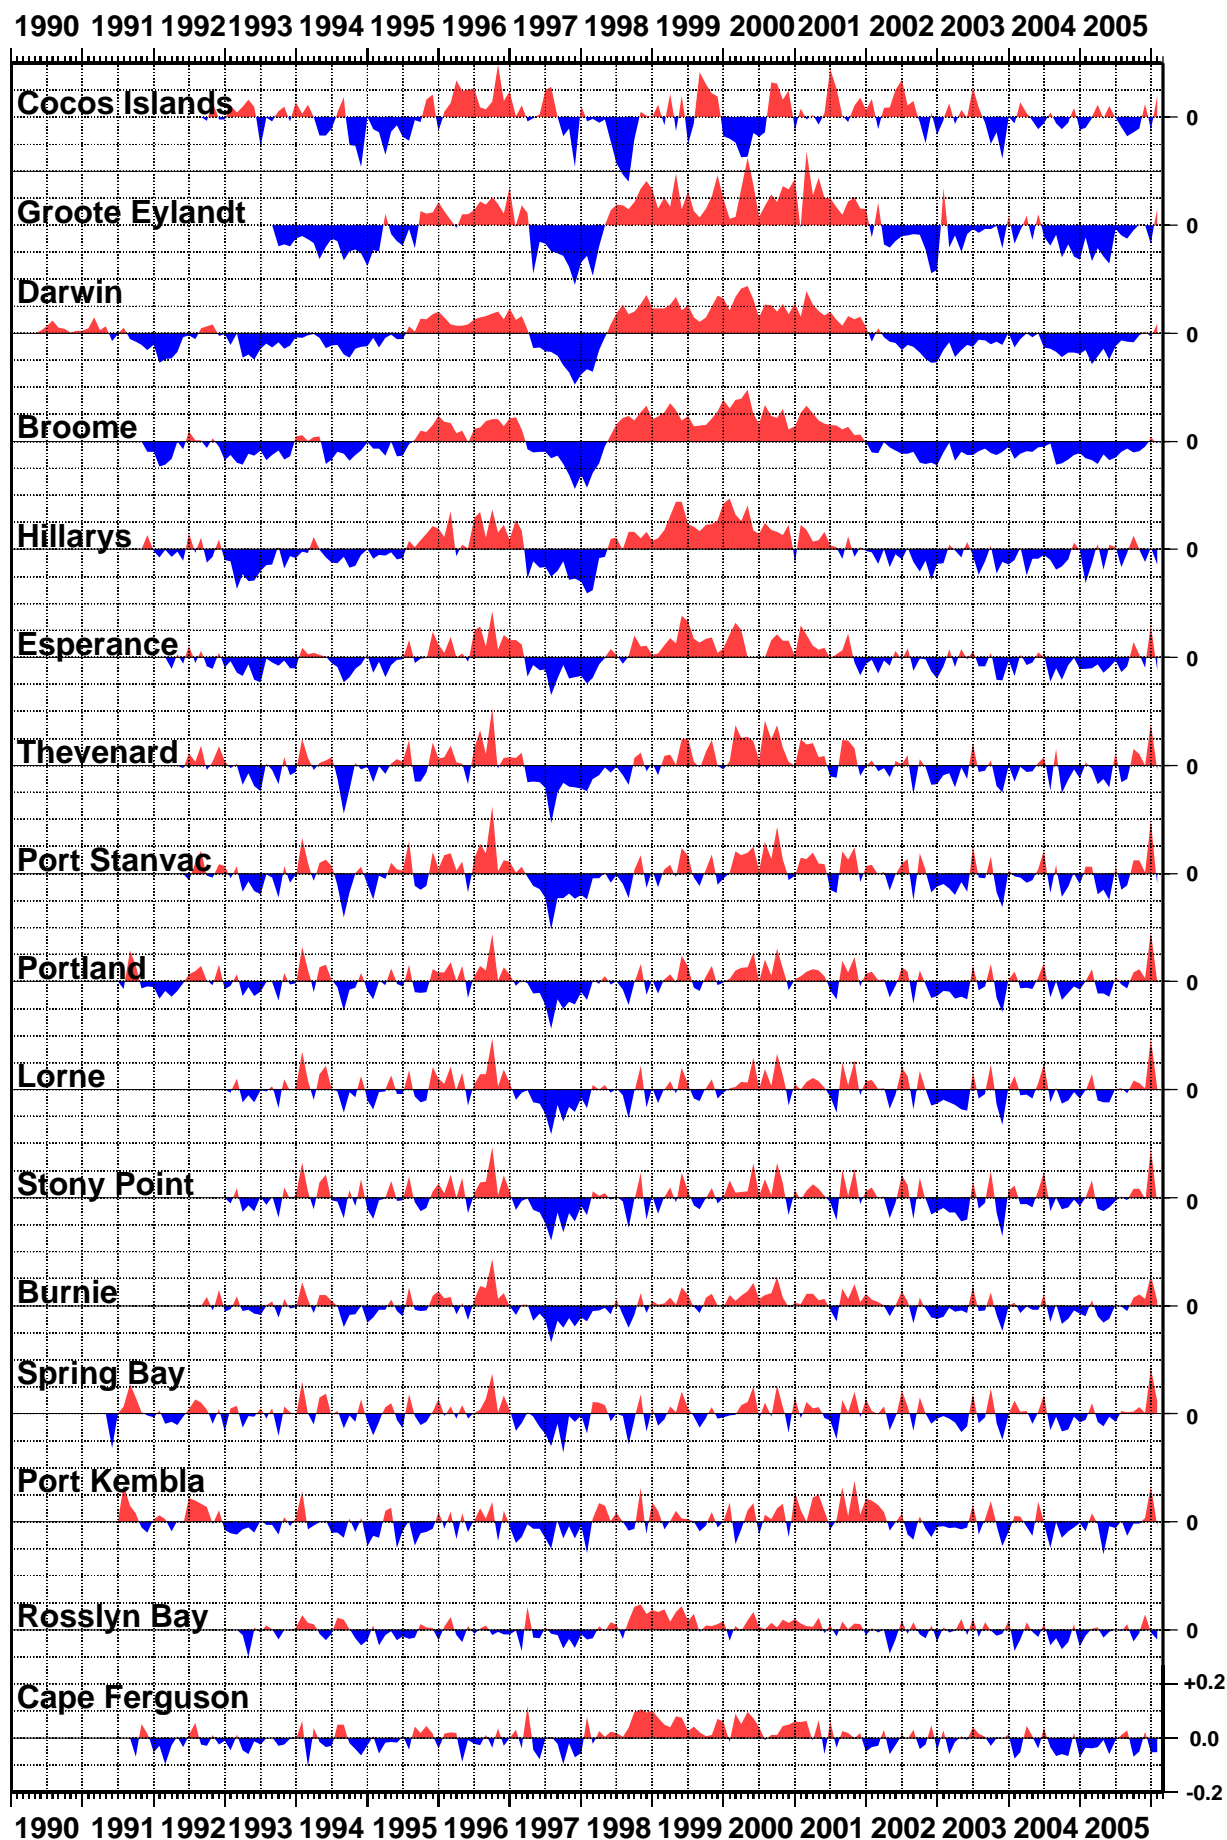 1990 1991 1992 1993 1994 1995 1996 1997 1998 1999 2000 2001 2002 2003 2004 2005
Cocos Islands 0
Groote Eylandt 0
Darwin 0
Broome 0
Hillarys 0
Esperance 0
Thevenard 0
Port Stanvac 0
Portland 0
Lorne 0
Stony Point 0
Burnie 0
Spring Bay 0
Port Kembla 0
Rosslyn Bay 0
+0.2
Cape Ferguson
0.0
-0.2
1990 1991 1992 1993 1994 1995 1996 1997 1998 1999 2000 2001 2002 2003 2004 2005